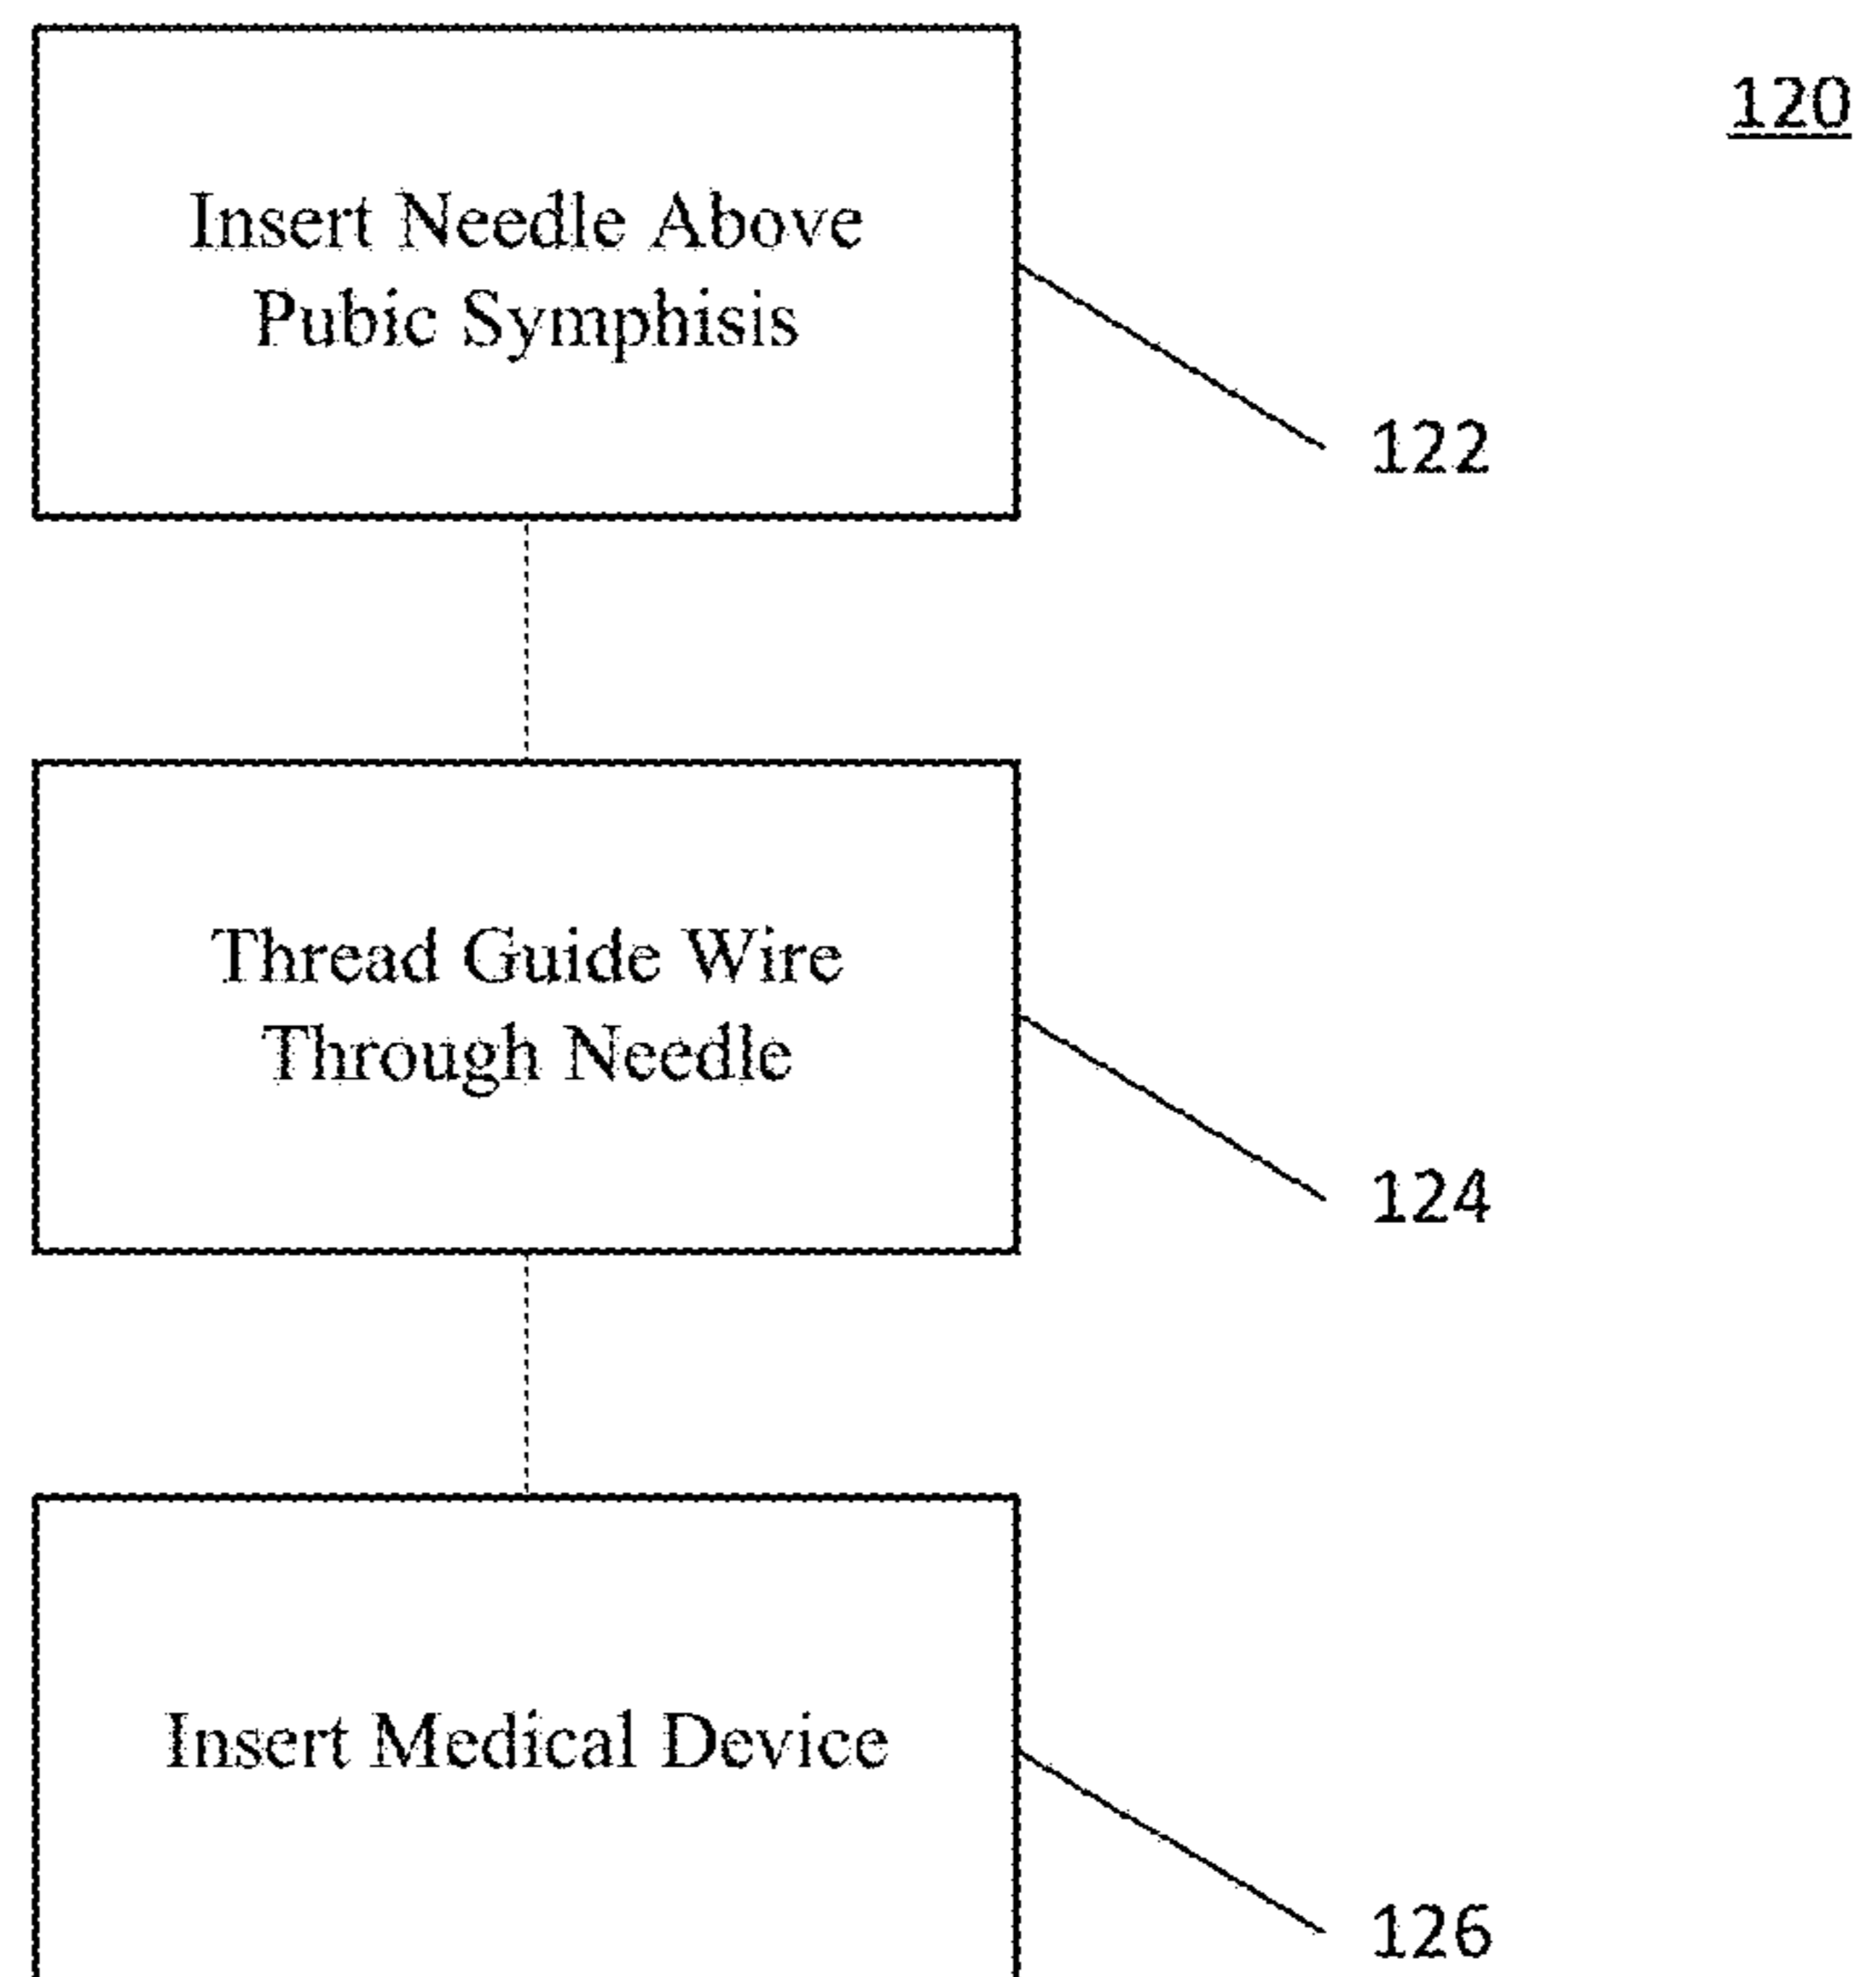 120
Insert Needle Above
Pubic Symphisis
122
Thread Guide Wire
Through Needle
124
Insert Medical Device
126